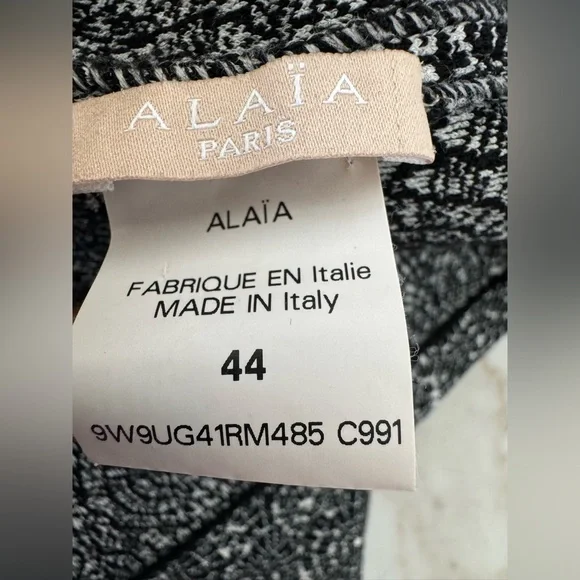 ALAÏA
PARIS
ALAÏA
FABRIQUE EN Italie
MADE IN Italy
44
9W9UG41RM485 C991